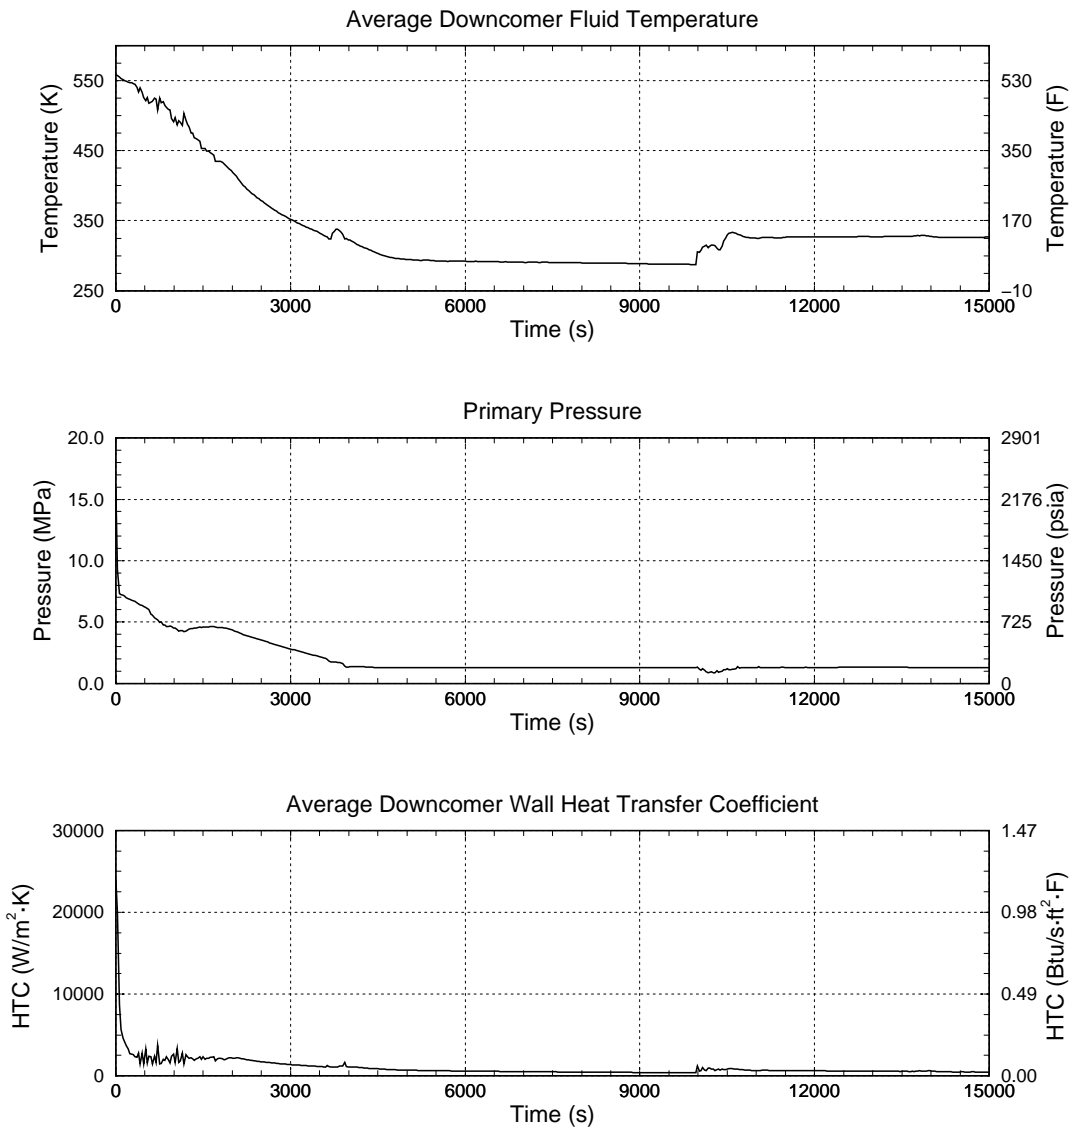 Average Downcomer Fluid Temperature
550
450
350
250
Temperature (K)
530
350
170
−10
Temperature (F)
0 3000 6000 9000 12000 15000
Time (s)
Primary Pressure
20.0
15.0
10.0
5.0
0.0
Pressure (MPa)
2901
2176
1450
725
0
Pressure (psia)
0 3000 6000 9000 12000 15000
Time (s)
Average Downcomer Wall Heat Transfer Coefficient
30000
20000
10000
0
HTC (W/m²·K)
1.47
0.98
0.49
0.00
HTC (Btu/s·ft²·F)
0 3000 6000 9000 12000 15000
Time (s)